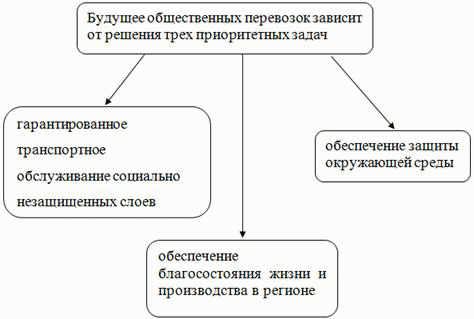 Будущее общественных перевозок зависит
от решения трех приоритетных задач
гарантированное
транспортное
обслуживание социально
незащищенных слоев
обеспечение защиты
окружающей среды
обеспечение
благосостояния жизни и
производства в регионе